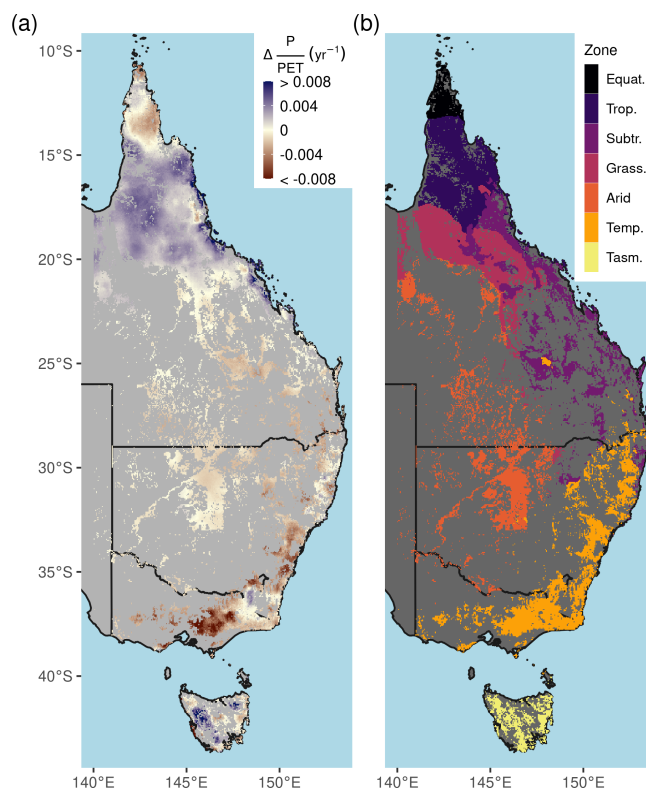 (a)
(b)
Δ P/PET (yr⁻¹)
> 0.008
0.004
0
-0.004
< -0.008
Zone
Equat.
Trop.
Subtr.
Grass.
Arid
Temp.
Tasm.
10°S
15°S
20°S
25°S
30°S
35°S
40°S
140°E
145°E
150°E
140°E
145°E
150°E